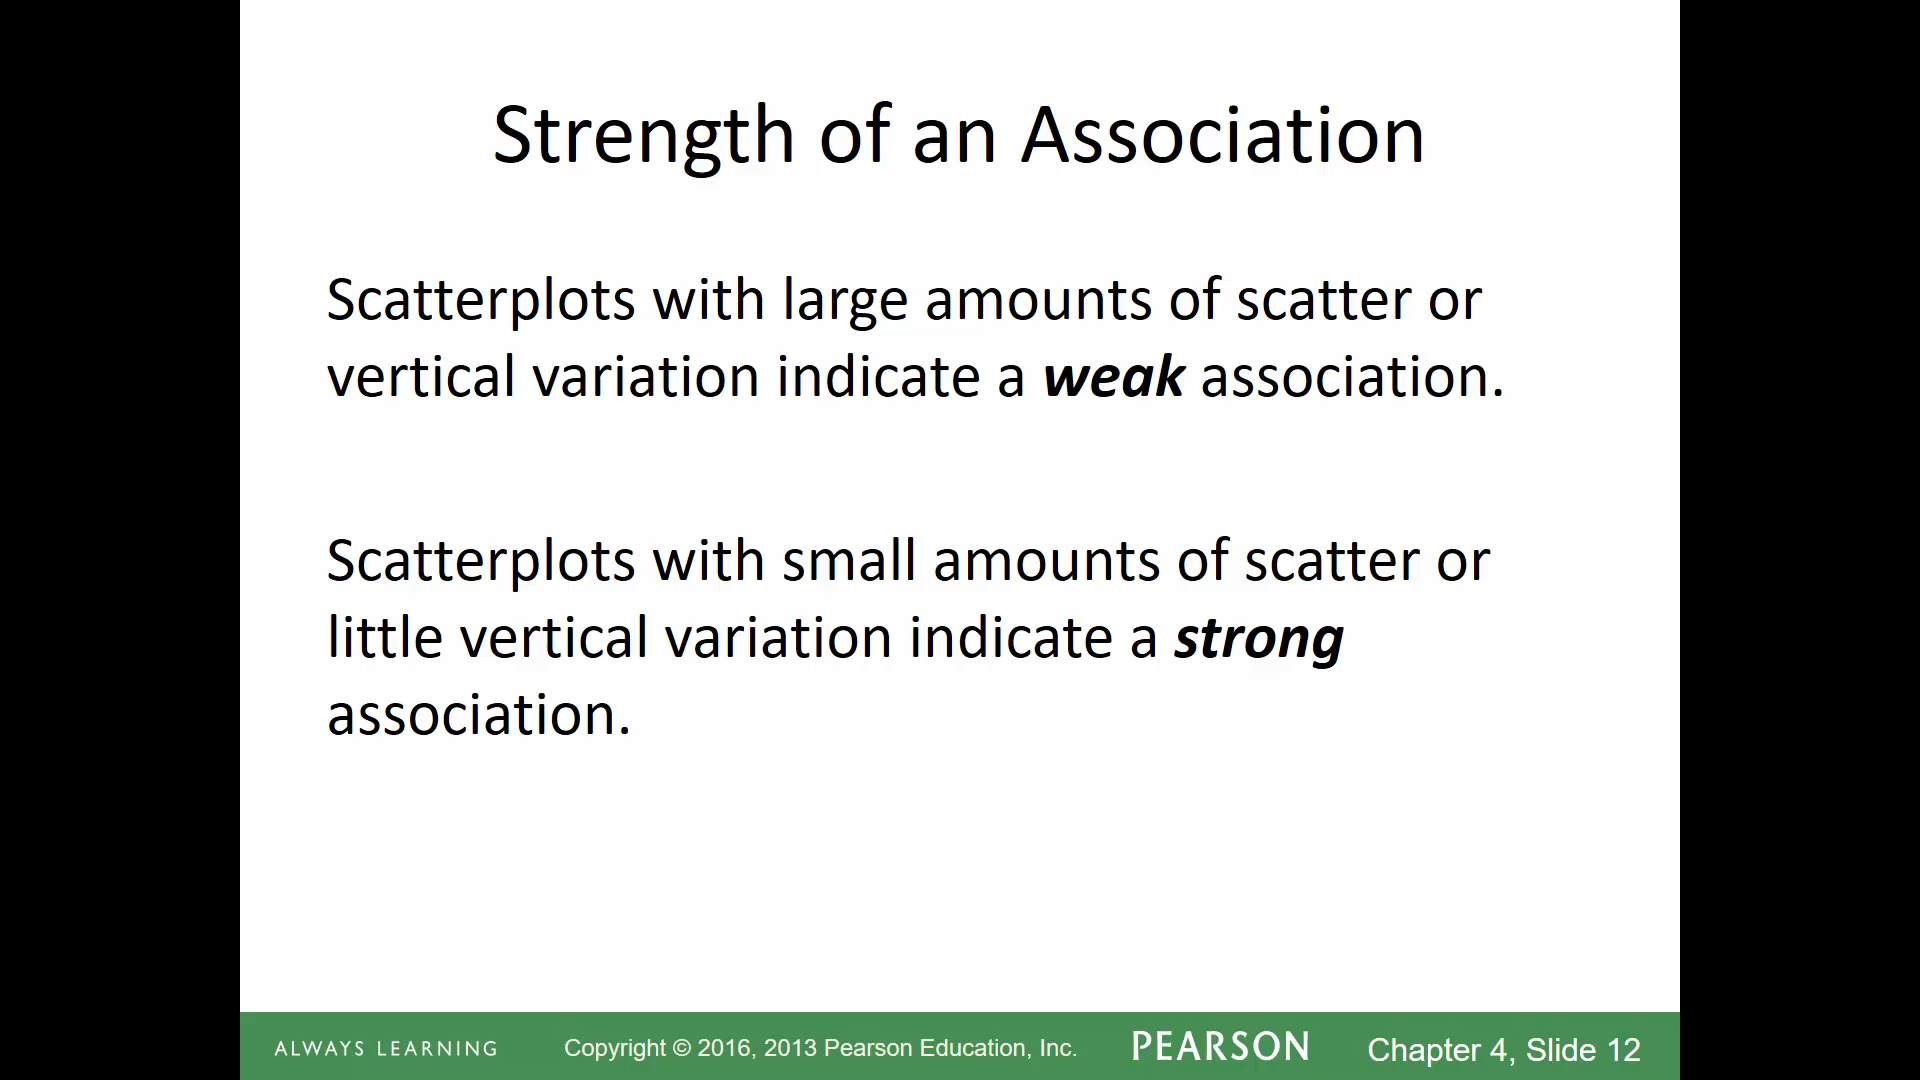 Strength of an Association
Scatterplots with large amounts of scatter or
vertical variation indicate a weak association.
Scatterplots with small amounts of scatter or
little vertical variation indicate a strong
association.
ALWAYS LEARNING
Copyright © 2016, 2013 Pearson Education, Inc.
PEARSON
Chapter 4, Slide 12